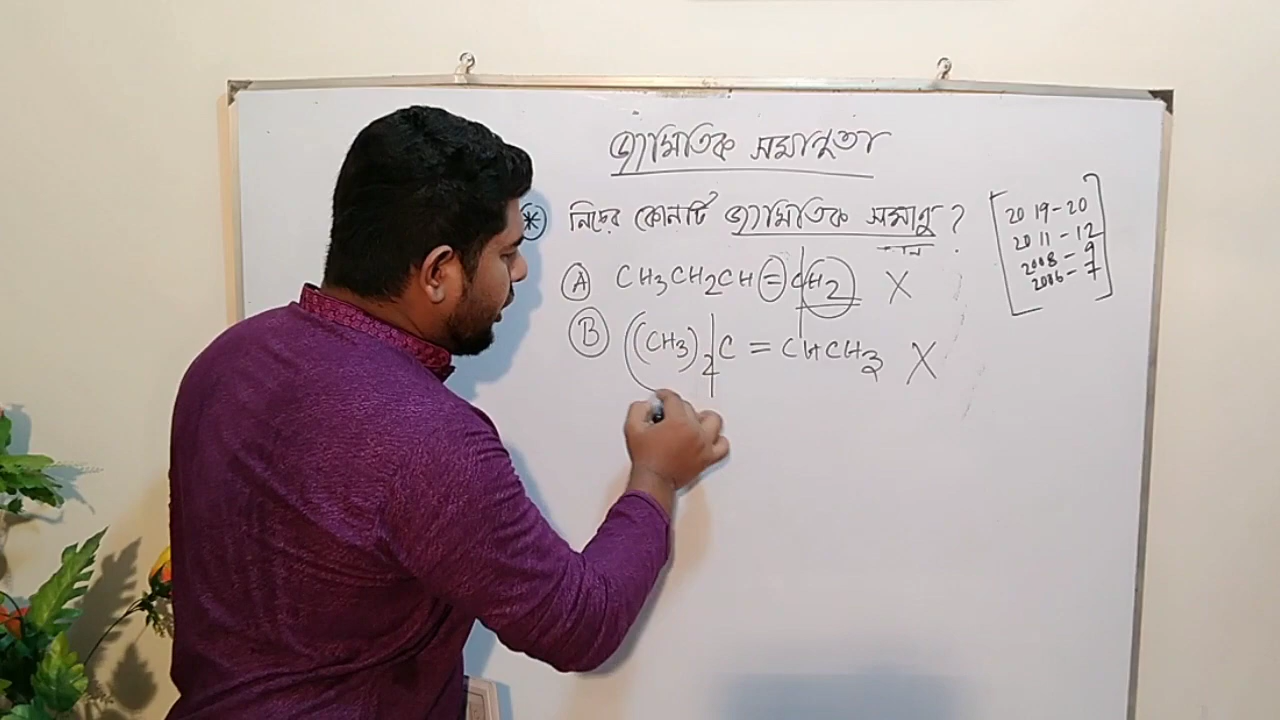 জ্যামিতিক সমানুতা
* নিচের কোনটি জ্যামিতিক সমানু ?
2019-20
2011-12
2008-9
2006-7
A CH3CH2CH=CH2 X
B (CH3)2C=CHCH3 X